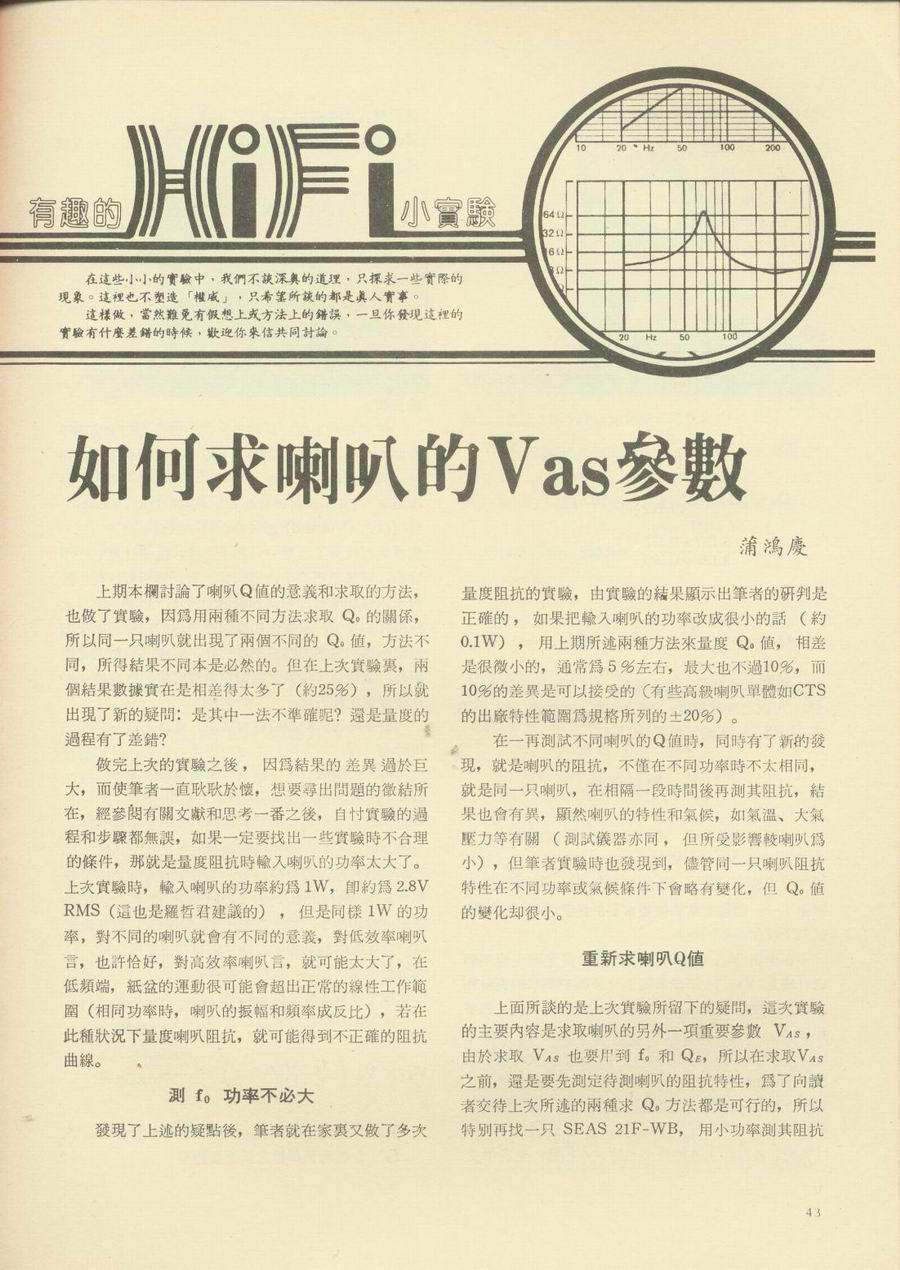 有趣的HiFi小實驗
10 20 Hz 50 100 200
64Ω
32Ω
6Ω
8Ω
20 Hz 50 100
在這些小小的實驗中，我們不談深奧的道理，只探求一些實際的
現象。這裡也不塑造「權威」，只希望所談的都是眞人實事。
這樣做，當然難免有假想上或方法上的錯誤，一旦你發現這裡的
實驗有什麼差錯的時候，歡迎你來信共同討論。
如何求喇叭的Vas參數
蒲鴻慶
上期本欄討論了喇叭Q値的意義和求取的方法，
也做了實驗，因爲用兩種不同方法求取 Q₀ 的關係，
所以同一只喇叭就出現了兩個不同的 Q₀ 値，方法不
同，所得結果不同本是必然的。但在上次實驗裏，兩
個結果數據實在是相差得太多了（約25%），所以就
出現了新的疑問：是其中一法不準確呢？還是量度的
過程有了差錯？
做完上次的實驗之後，因爲結果的差異過於巨
大，而使筆者一直耿耿於懷，想要尋出問題的徵結所
在，經參閱有關文獻和思考一番之後，自忖實驗的過
程和步驟都無誤，如果一定要找出一些實驗時不合理
的條件，那就是量度阻抗時輸入喇叭的功率太大了。
上次實驗時，輸入喇叭的功率約爲 1W，卽約爲 2.8V
RMS（這也是羅哲君建議的），但是同樣 1W 的功
率，對不同的喇叭就會有不同的意義，對低效率喇叭
言，也許恰好，對高效率喇叭言，就可能太大了，在
低頻端，紙盆的運動很可能會超出正常的線性工作範
圍（相同功率時，喇叭的振幅和頻率成反比），若在
此種狀況下量度喇叭阻抗，就可能得到不正確的阻抗
曲線。
測 f₀ 功率不必大
發現了上述的疑點後，筆者就在家裏又做了多次
量度阻抗的實驗，由實驗的結果顯示出筆者的硏判是
正確的，如果把輸入喇叭的功率改成很小的話（約
0.1W），用上期所述兩種方法來量度 Q₀ 値，相差
是很微小的，通常爲 5 %左右，最大也不過10%，而
10%的差異是可以接受的（有些高級喇叭單體如CTS
的出廠特性範圍爲規格所列的±20%）。
在一再測試不同喇叭的Q値時，同時有了新的發
現，就是喇叭的阻抗，不僅在不同功率時不太相同，
就是同一只喇叭，在相隔一段時間後再測其阻抗，結
果也會有異，顯然喇叭的特性和氣候，如氣溫、大氣
壓力等有關（測試儀器亦同，但所受影響較喇叭爲
小），但筆者實驗時也發現到，儘管同一只喇叭阻抗
特性在不同功率或氣候條件下會略有變化，但 Q₀ 値
的變化却很小。
重新求喇叭Q値
上面所談的是上次實驗所留下的疑問，這次實驗
的主要內容是求取喇叭的另外一項重要參數 VAS，
由於求取 VAS 也要用到 f₀ 和 QE，所以在求取VAS
之前，還是要先測定待測喇叭的阻抗特性，爲了向讀
者交待上次所述的兩種求 Q₀ 方法都是可行的，所以
特別再找一只 SEAS 21F-WB，用小功率測其阻抗
43